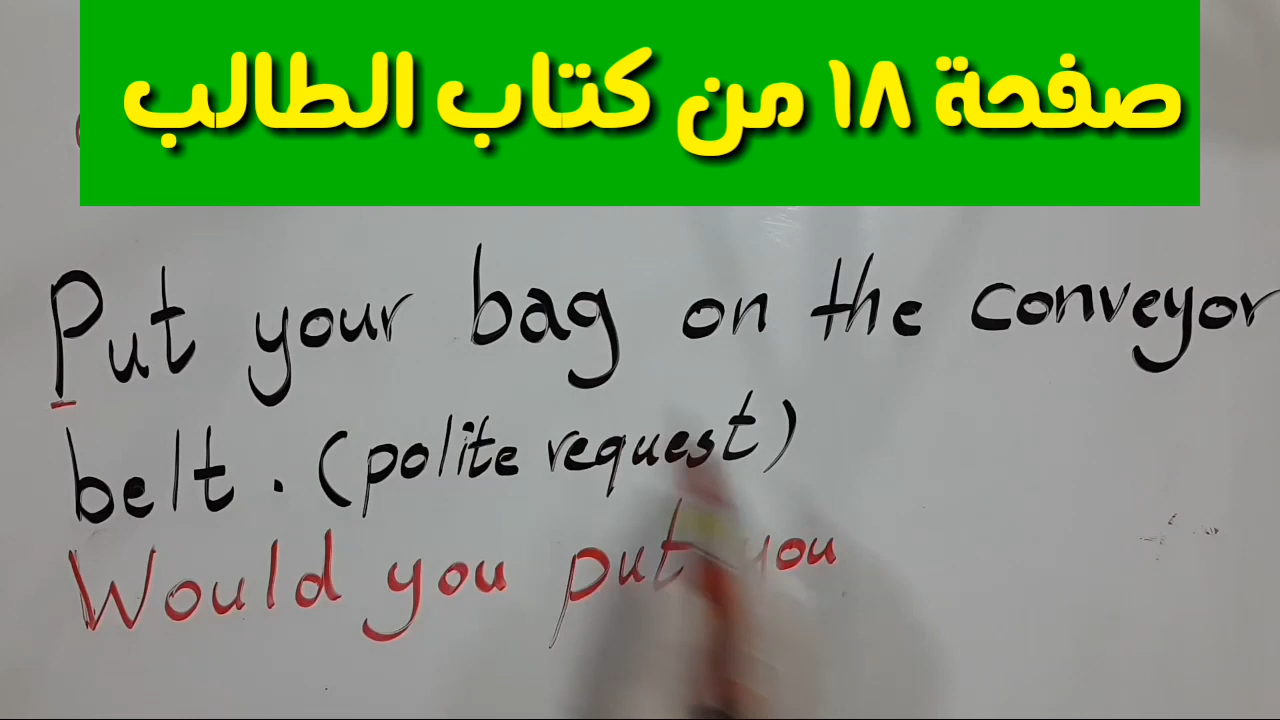 صفحة ١٨ من كتاب الطالب
Put your bag on the conveyor
belt. (polite request)
Would you put you